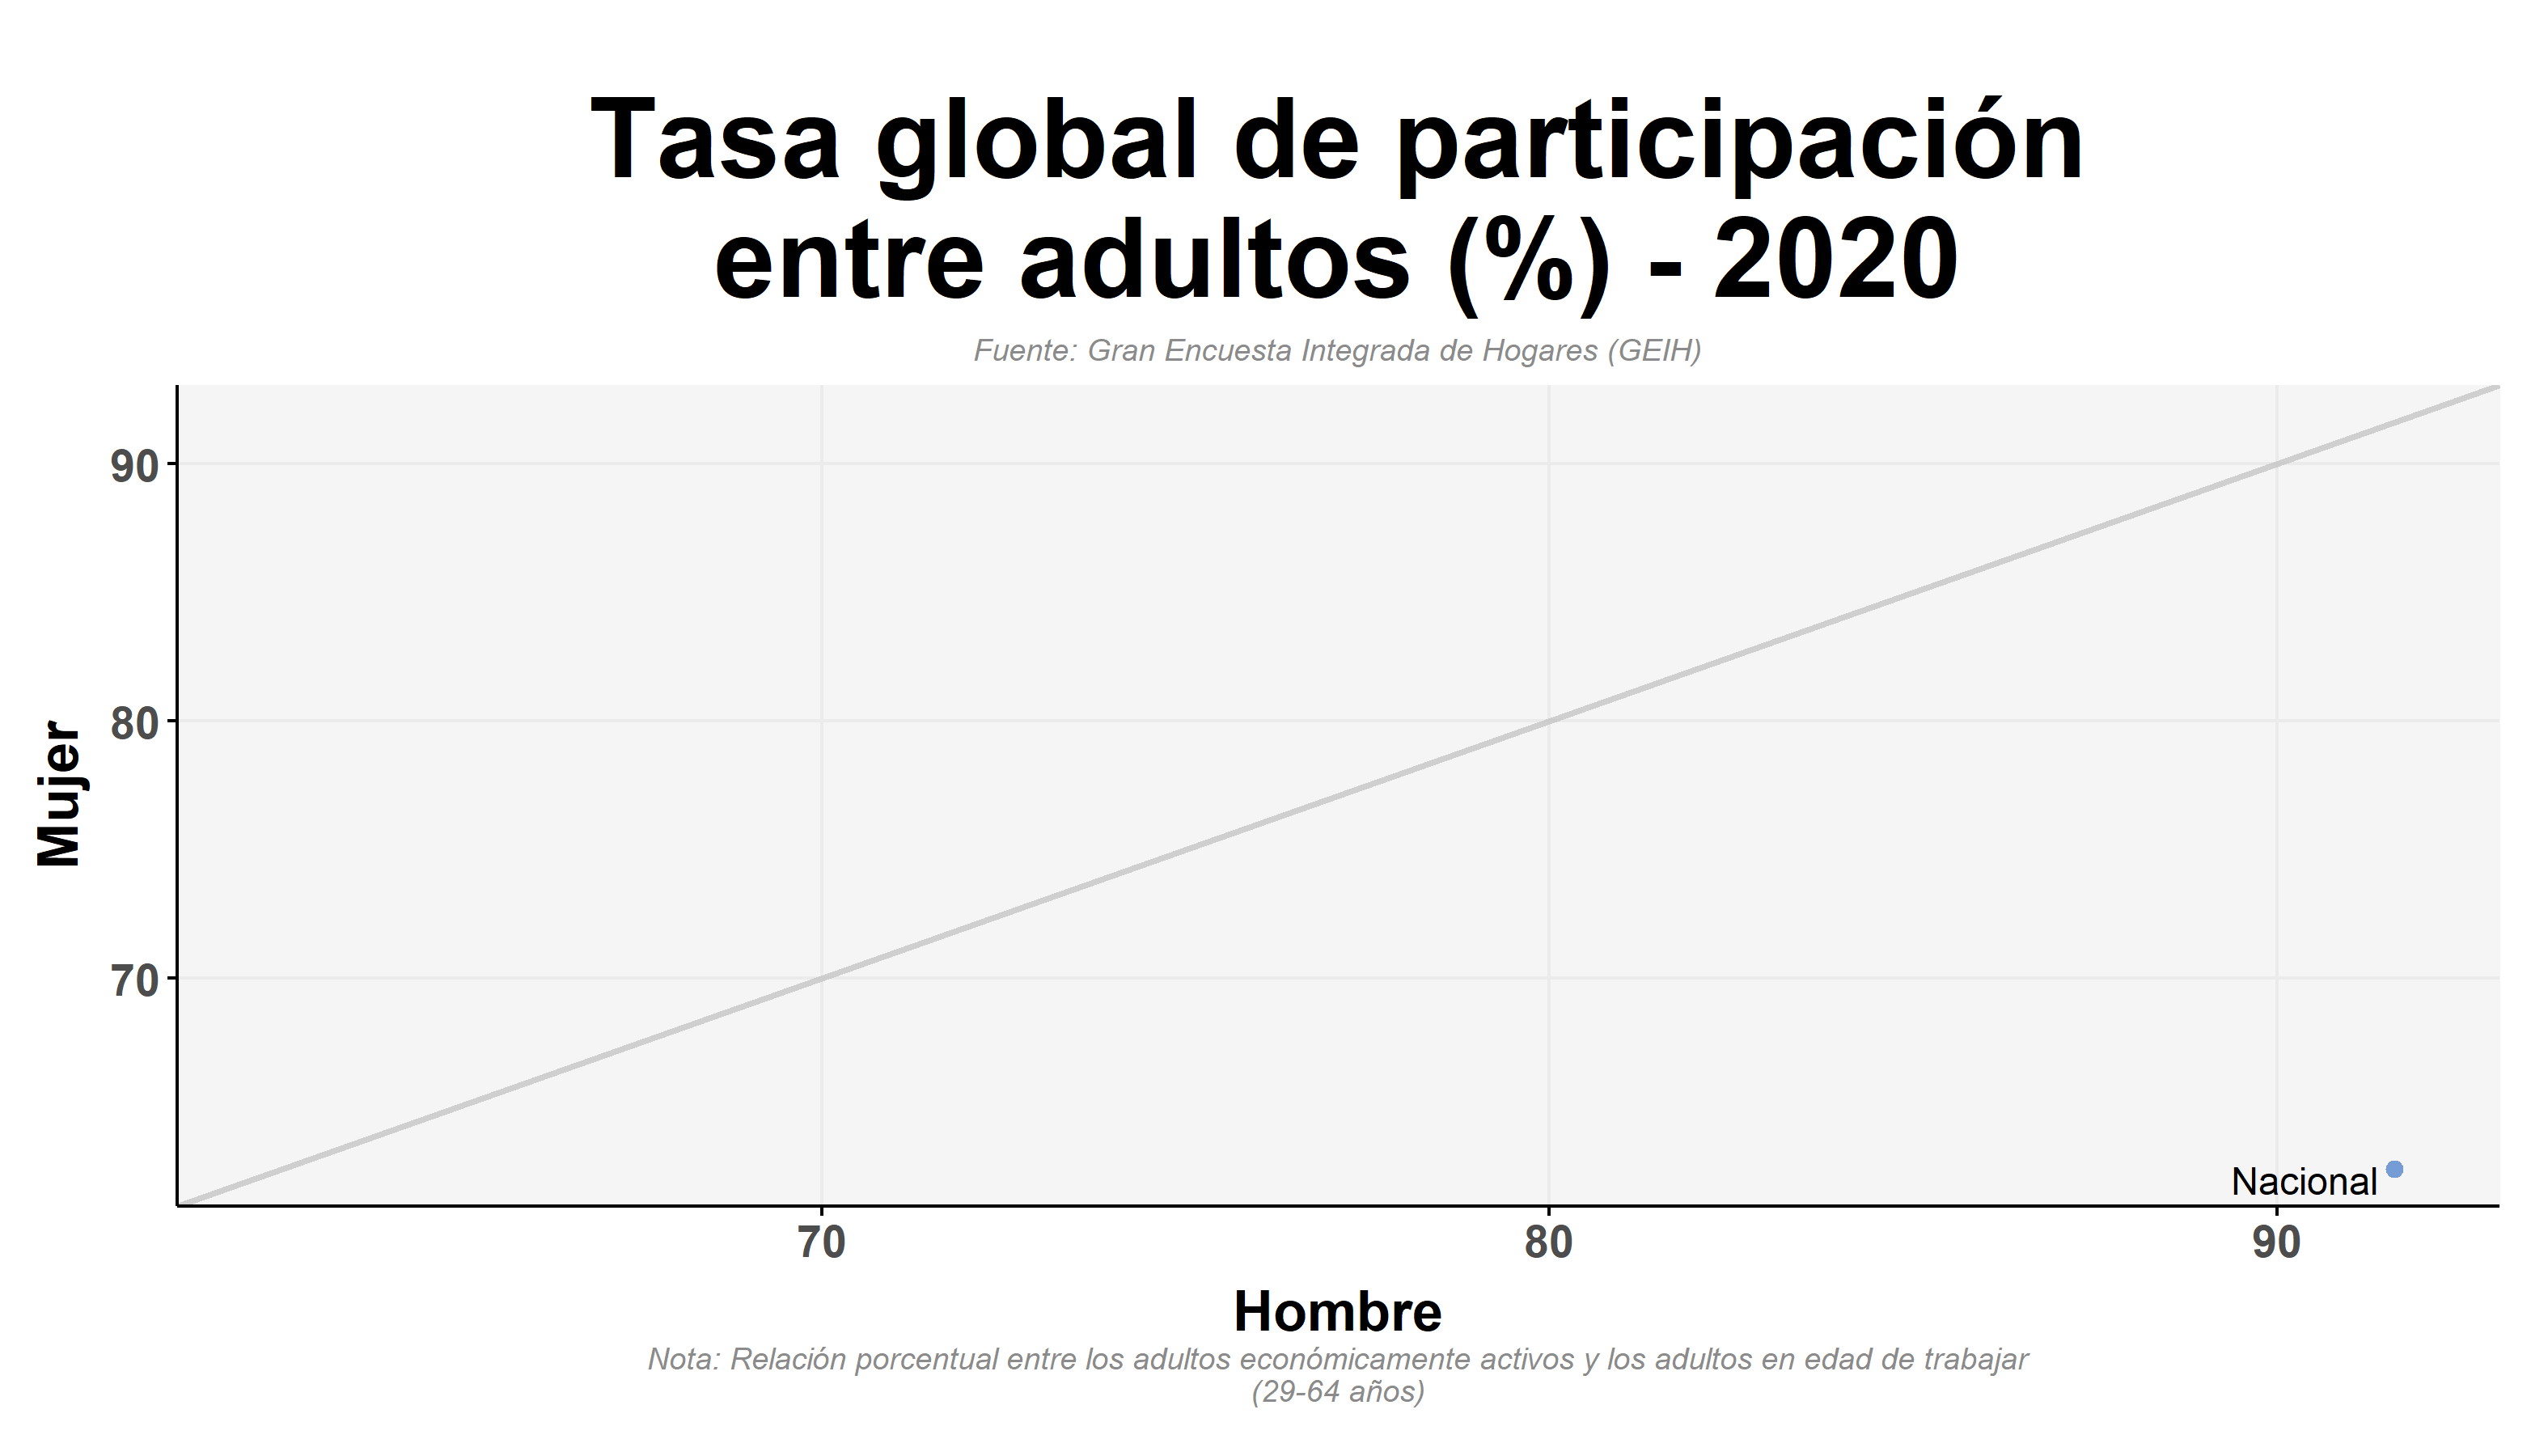 Tasa global de participación
entre adultos (%) - 2020
Fuente: Gran Encuesta Integrada de Hogares (GEIH)
90
80
70
Mujer
Nacional
70
80
90
Hombre
Nota: Relación porcentual entre los adultos económicamente activos y los adultos en edad de trabajar
(29-64 años)